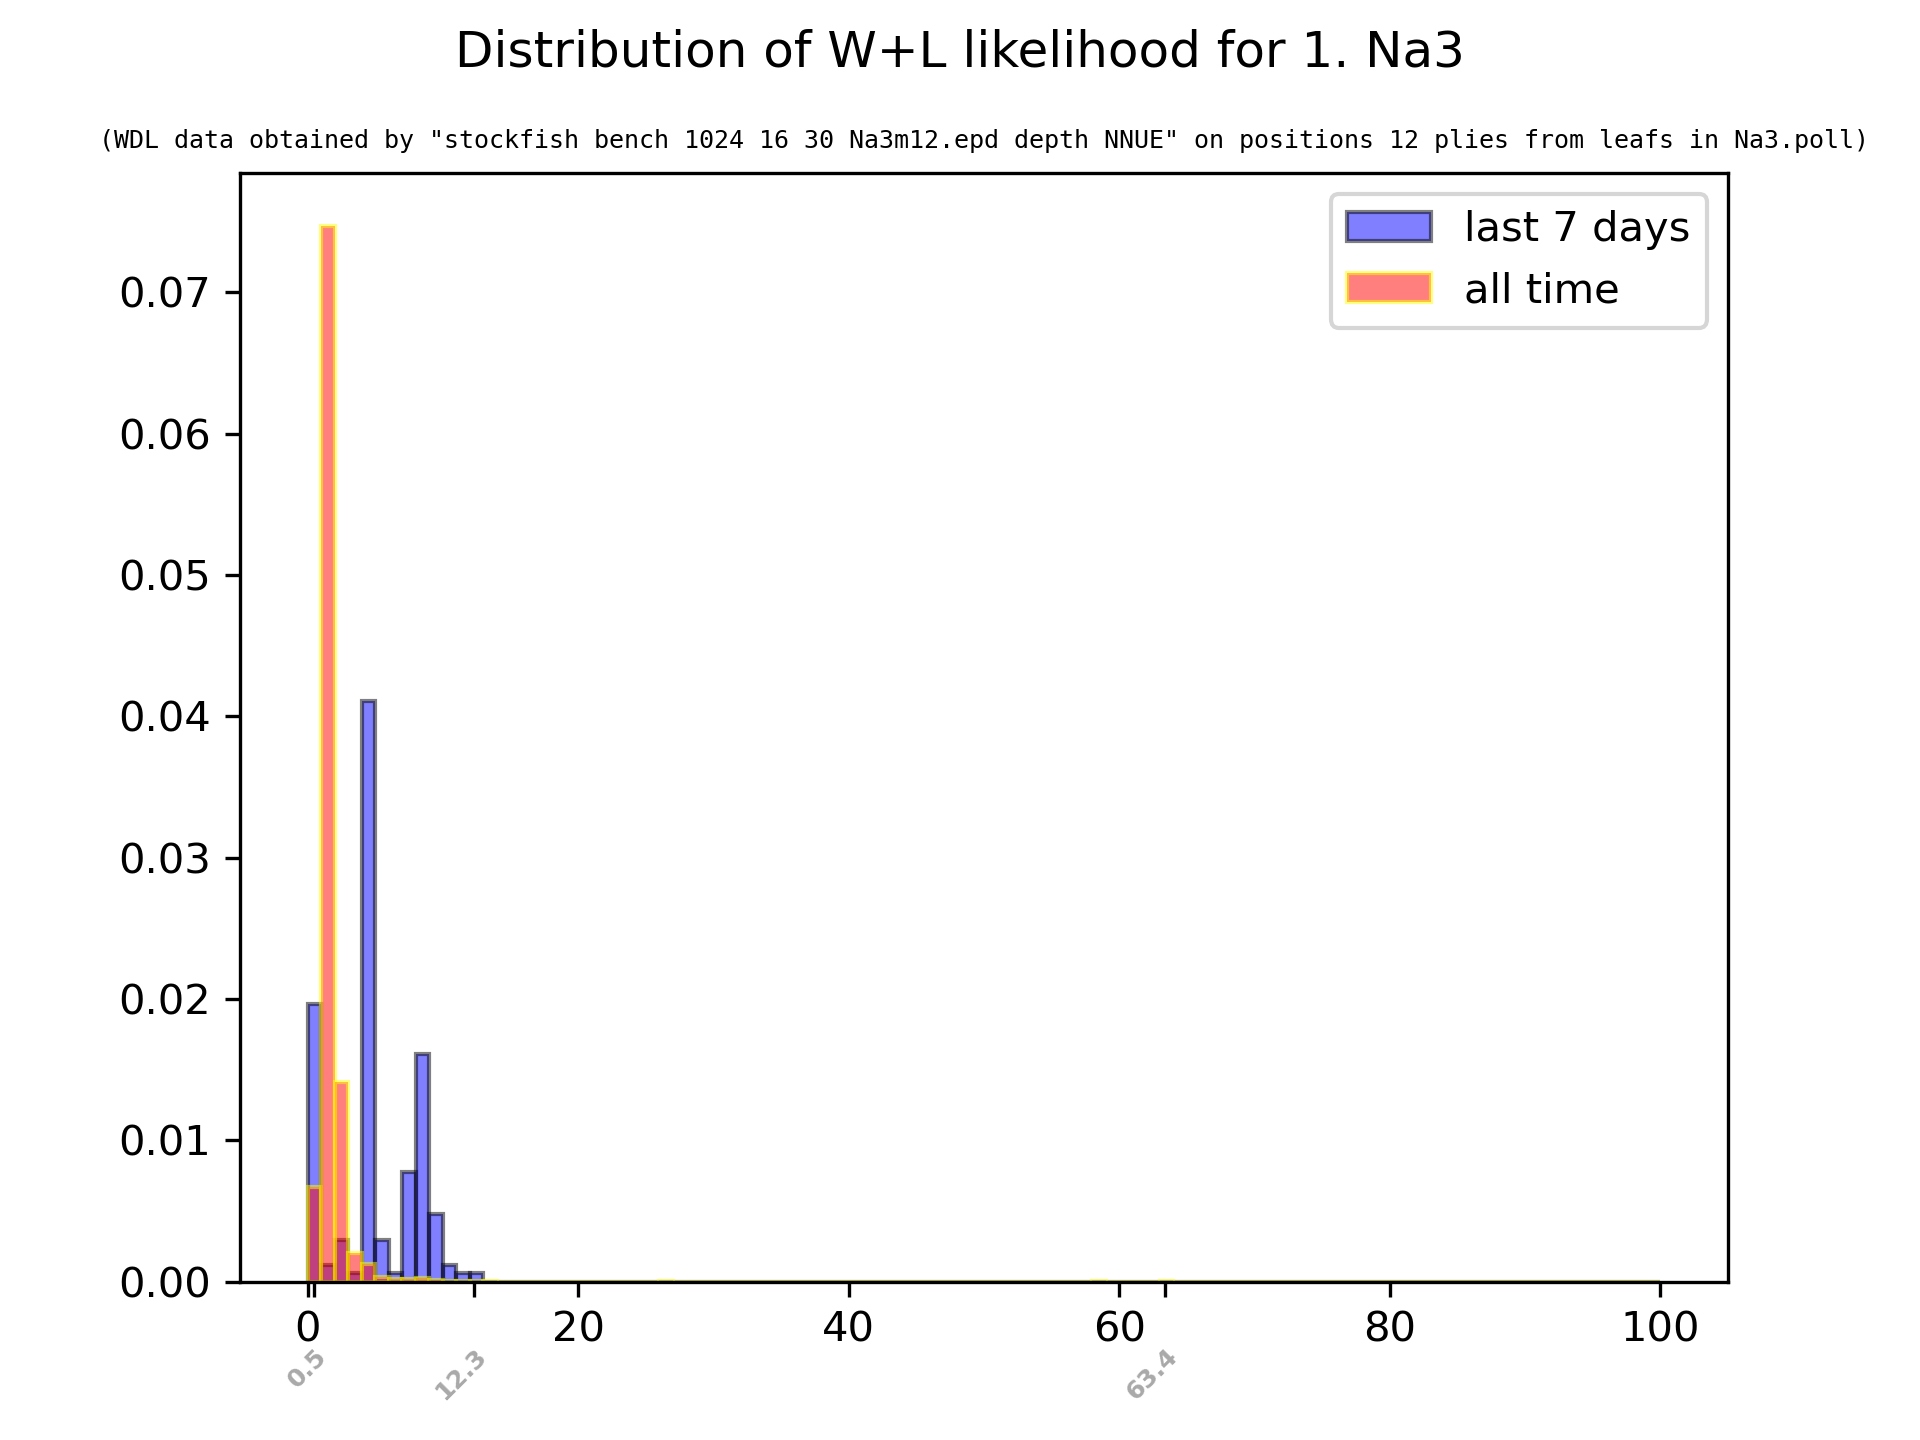 Distribution of W+L likelihood for 1. Na3
(WDL data obtained by "stockfish bench 1024 16 30 Na3m12.epd depth NNUE" on positions 12 plies from leafs in Na3.poll)
last 7 days
all time
0.07
0.06
0.05
0.04
0.03
0.02
0.01
0.00
0 20 40 60 80 100
0.5 12.3 63.4